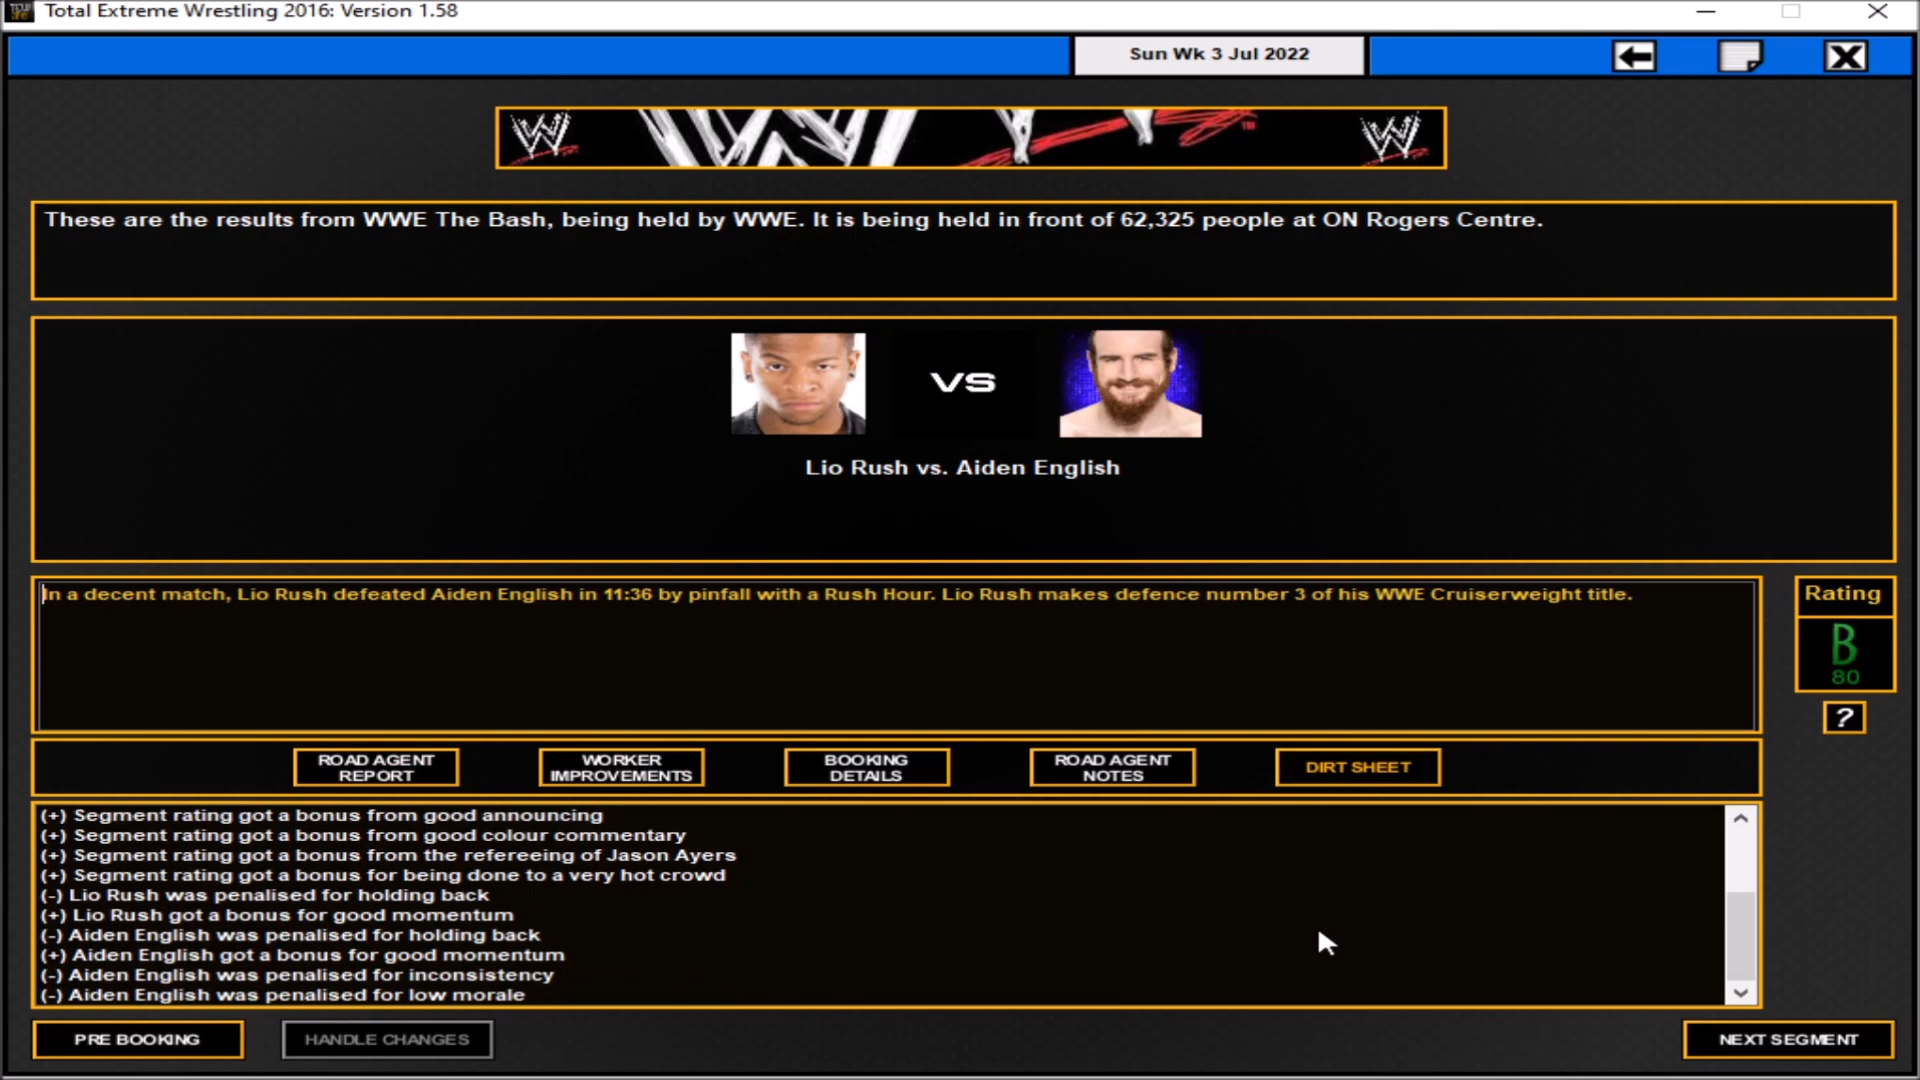 Total Extreme Wrestling 2016: Version 1.58
Sun Wk 3 Jul 2022
These are the results from WWE The Bash, being held by WWE. It is being held in front of 62,325 people at ON Rogers Centre.
VS
Lio Rush vs. Aiden English
In a decent match, Lio Rush defeated Aiden English in 11:36 by pinfall with a Rush Hour. Lio Rush makes defence number 3 of his WWE Cruiserweight title.
Rating
B
80
?
ROAD AGENT REPORT
WORKER IMPROVEMENTS
BOOKING DETAILS
ROAD AGENT NOTES
DIRT SHEET
(+) Segment rating got a bonus from good announcing
(+) Segment rating got a bonus from good colour commentary
(+) Segment rating got a bonus from the refereeing of Jason Ayers
(+) Segment rating got a bonus for being done to a very hot crowd
(-) Lio Rush was penalised for holding back
(+) Lio Rush got a bonus for good momentum
(-) Aiden English was penalised for holding back
(+) Aiden English got a bonus for good momentum
(-) Aiden English was penalised for inconsistency
(-) Aiden English was penalised for low morale
PRE BOOKING
HANDLE CHANGES
NEXT SEGMENT